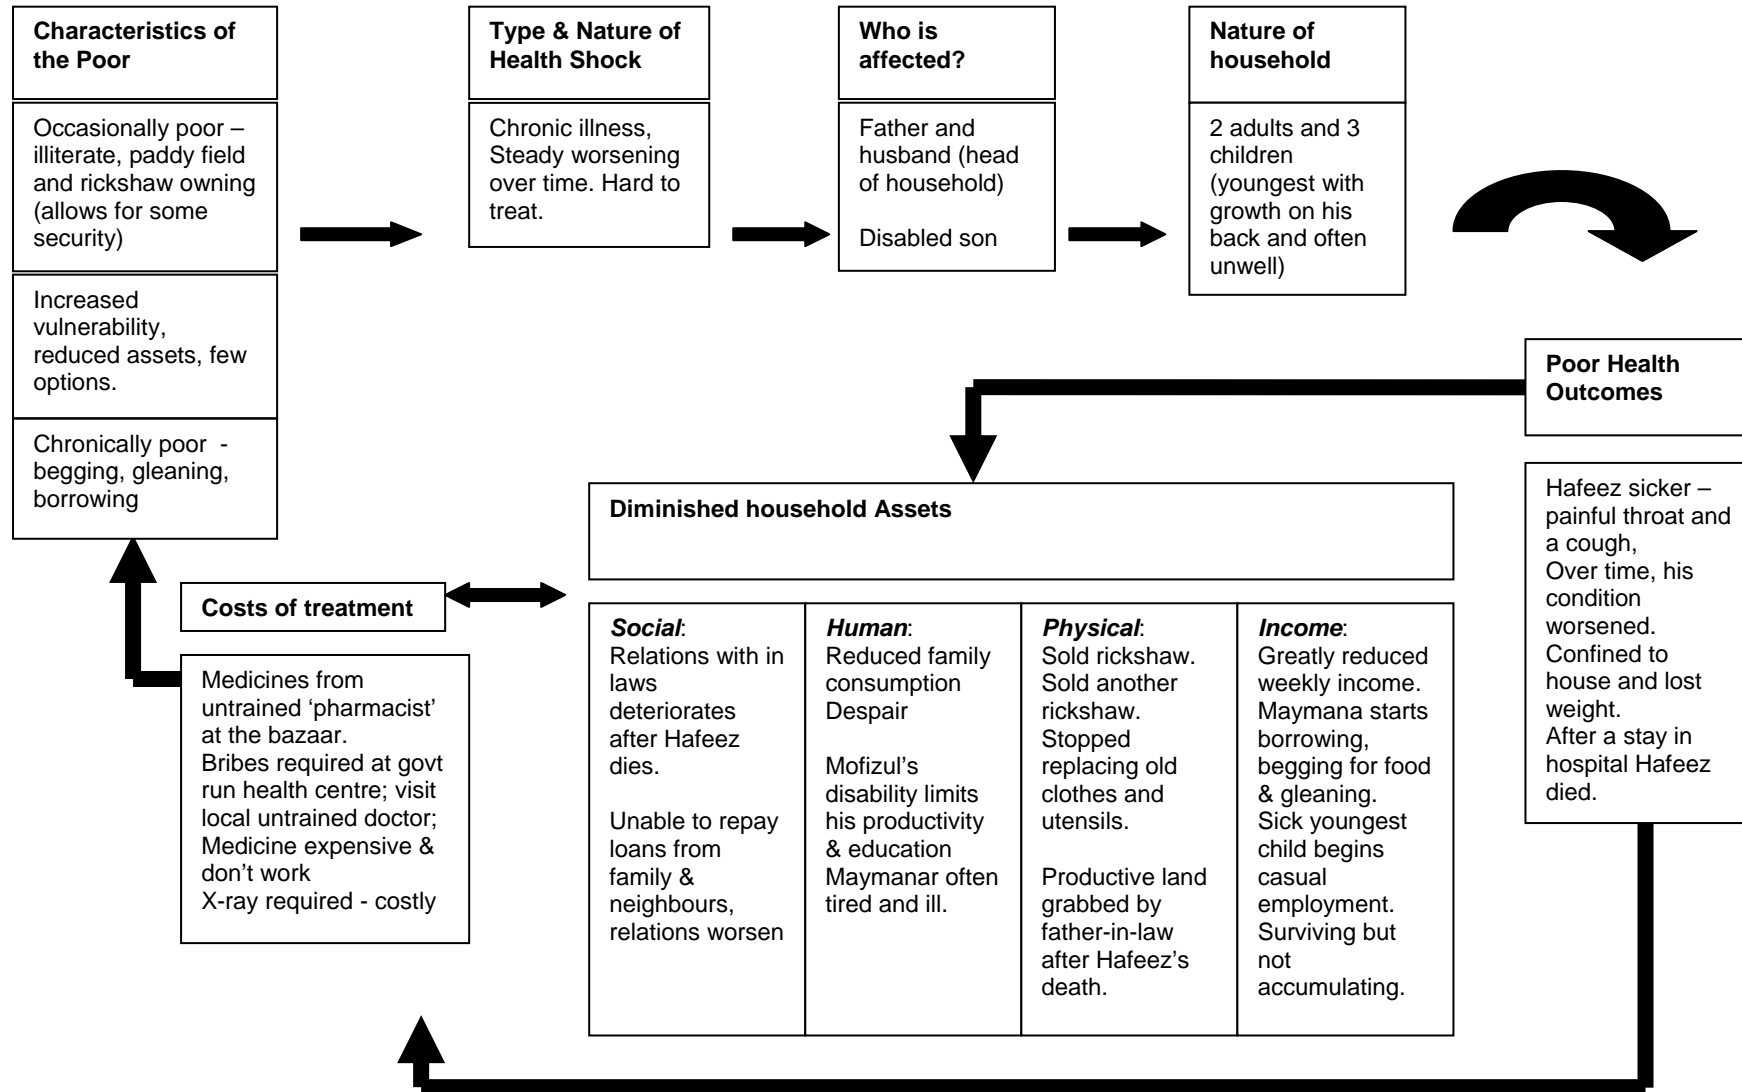 Characteristics of
the Poor
Occasionally poor –
illiterate, paddy field
and rickshaw owning
(allows for some
security)
Increased
vulnerability,
reduced assets, few
options.
Chronically poor  -
begging, gleaning,
borrowing
Type & Nature of
Health Shock
Chronic illness,
Steady worsening
over time. Hard to
treat.
Who is
affected?
Father and
husband (head
of household)
Disabled son
Nature of
household
2 adults and 3
children
(youngest with
growth on his
back and often
unwell)
Poor Health
Outcomes
Hafeez sicker –
painful throat and
a cough,
Over time, his
condition
worsened.
Confined to
house and lost
weight.
After a stay in
hospital Hafeez
died.
Diminished household Assets
Social:
Relations with in
laws
deteriorates
after Hafeez
dies.
Unable to repay
loans from
family &
neighbours,
relations worsen
Human:
Reduced family
consumption
Despair
Mofizul’s
disability limits
his productivity
& education
Maymanar often
tired and ill.
Physical:
Sold rickshaw.
Sold another
rickshaw.
Stopped
replacing old
clothes and
utensils.
Productive land
grabbed by
father-in-law
after Hafeez’s
death.
Income:
Greatly reduced
weekly income.
Maymana starts
borrowing,
begging for food
& gleaning.
Sick youngest
child begins
casual
employment.
Surviving but
not
accumulating.
Costs of treatment
Medicines from
untrained ‘pharmacist’
at the bazaar.
Bribes required at govt
run health centre; visit
local untrained doctor;
Medicine expensive &
don’t work
X-ray required - costly